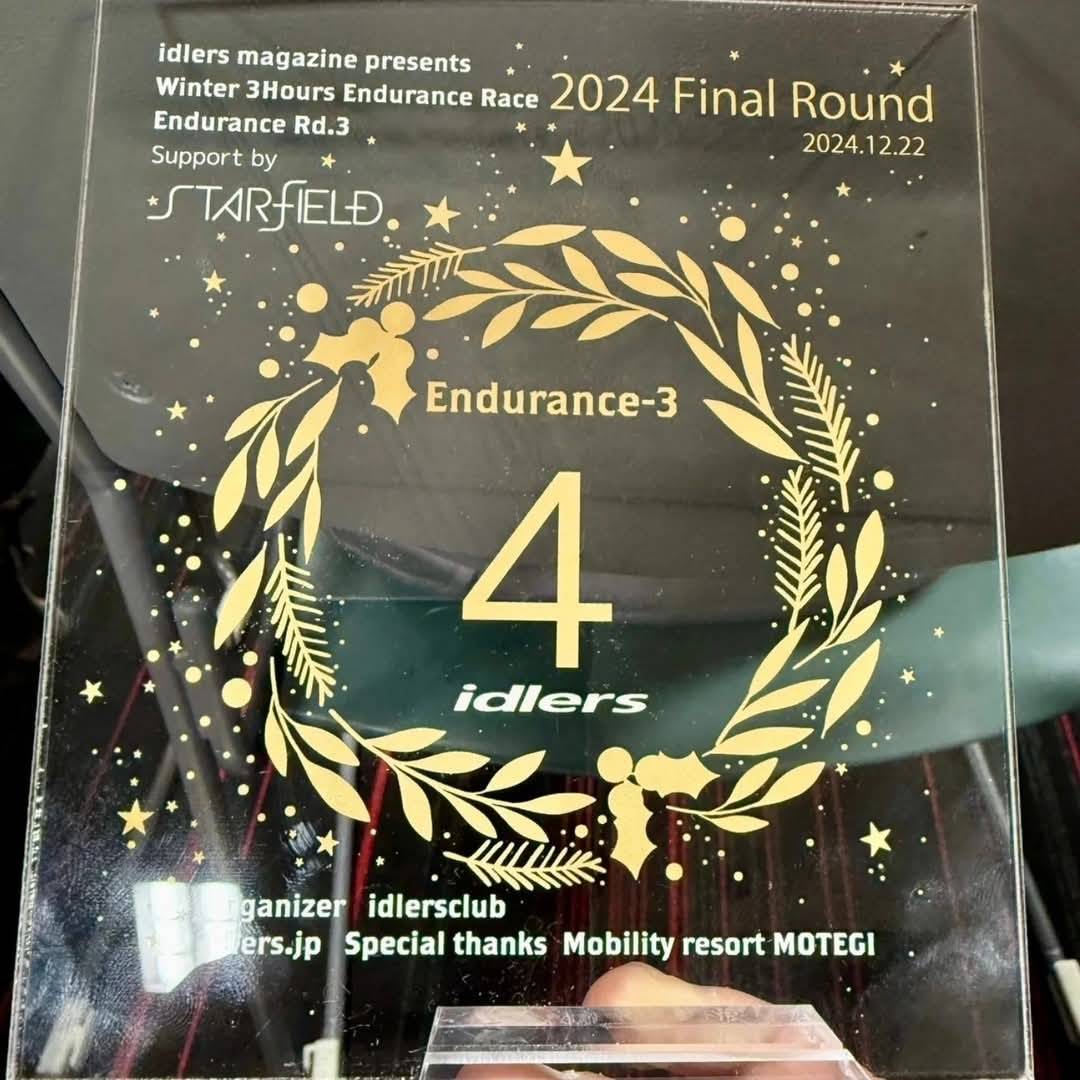 idlers magazine presents
Winter 3Hours Endurance Race 2024 Final Round
Endurance Rd.3
2024.12.22
Support by
STARfIELD
Endurance-3
4
idlers
idlersclub
Special thanks Mobility resort MOTEGI